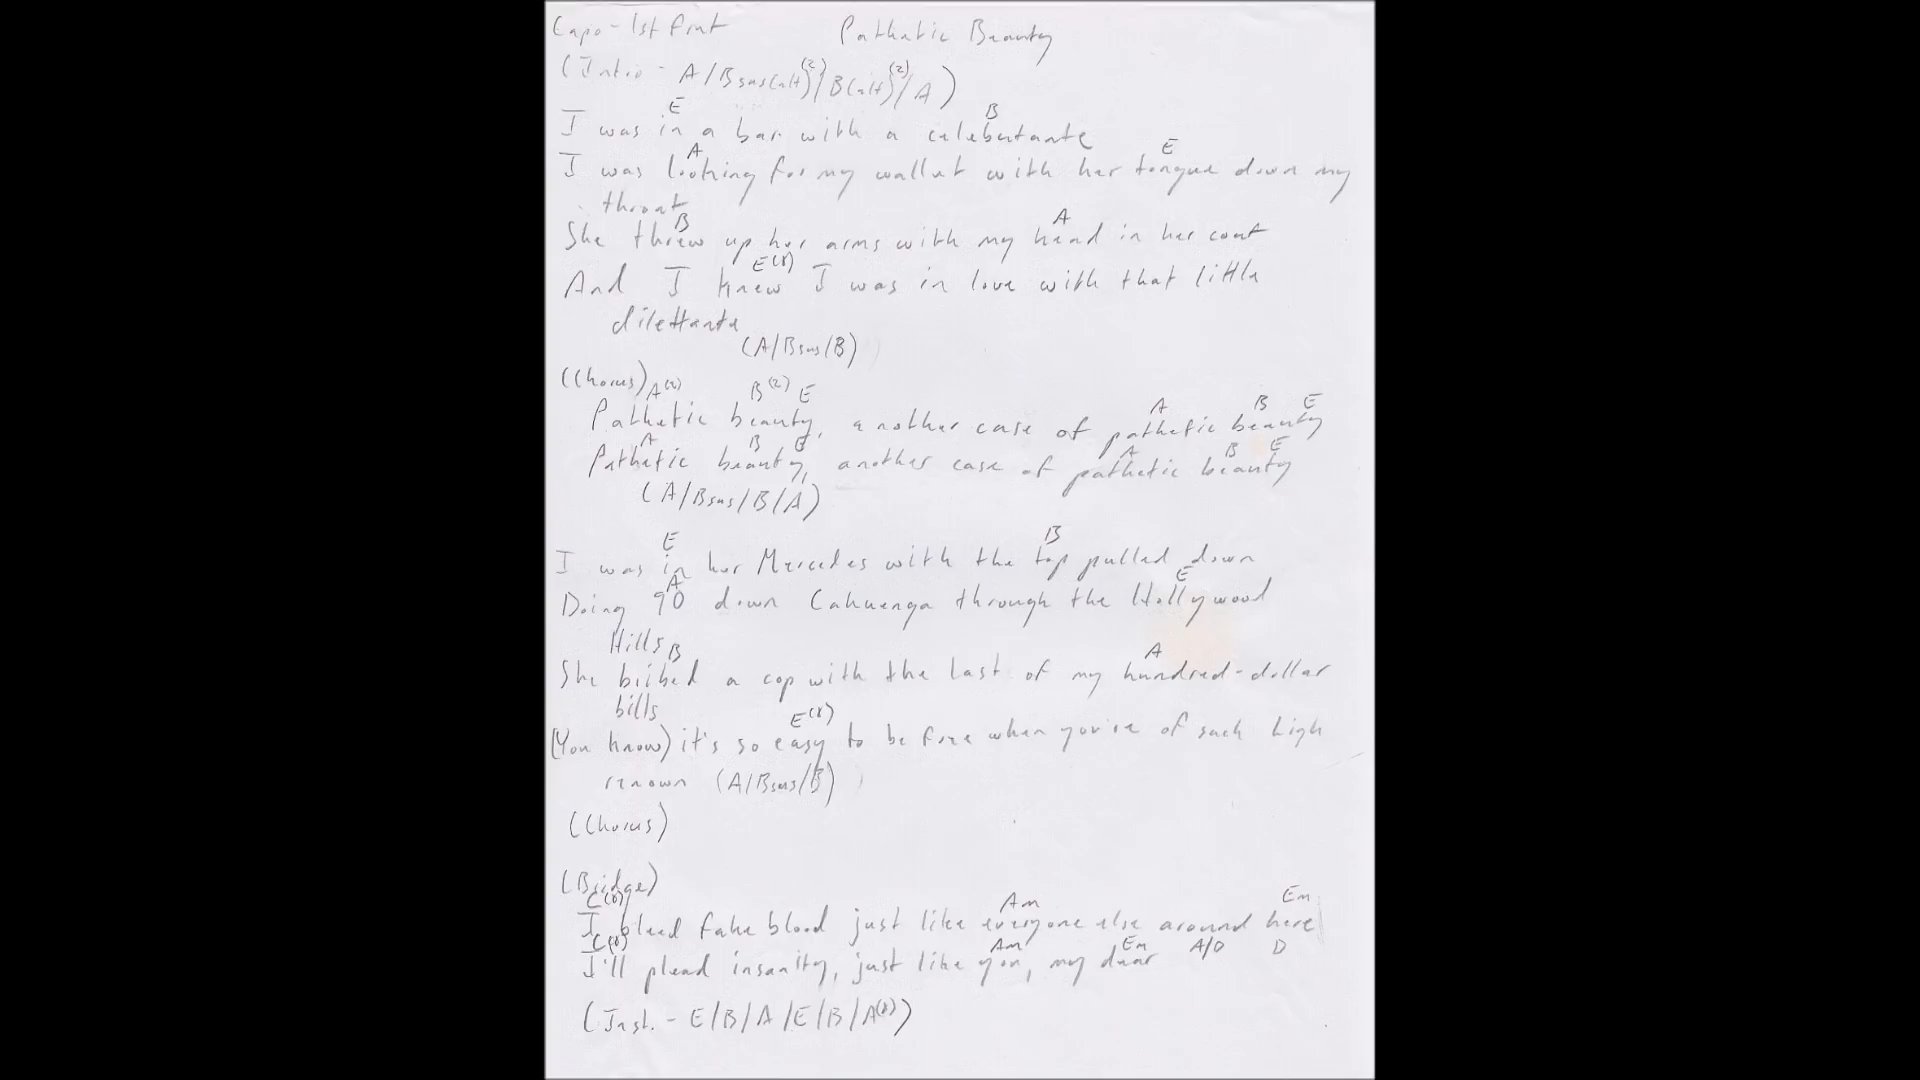 Capo - 1st fret Pathetic Beauty
(Intro - A/Bsus(alt)(2)/B(alt)(2)/A)
E B
I was in a bar with a celebutante
A E
I was looking for my wallet with her tongue down my
throat
B A
She threw up her arms with my hand in her coat
E(8)
And I knew I was in love with that little
dilettante
(A/Bsus/B)
(Chorus) A(2) B(2) E A B E
Pathetic beauty, another case of pathetic beauty
A B E A B E
Pathetic beauty, another case of pathetic beauty
(A/Bsus/B/A)
E B
I was in her Mercedes with the top pulled down
A E
Doing 90 down Cahuenga through the Hollywood
Hills
B A
She bribed a cop with the last of my hundred-dollar
bills
E(8)
(You know) it's so easy to be free when you're of such high
renown (A/Bsus/B)
(Chorus)
(Bridge)
C(8) Am Em
I bleed fake blood just like everyone else around here
C(8) Am Em A/D D
I'll plead insanity, just like you, my dear
(Inst. - E/B/A/E/B/A(8))